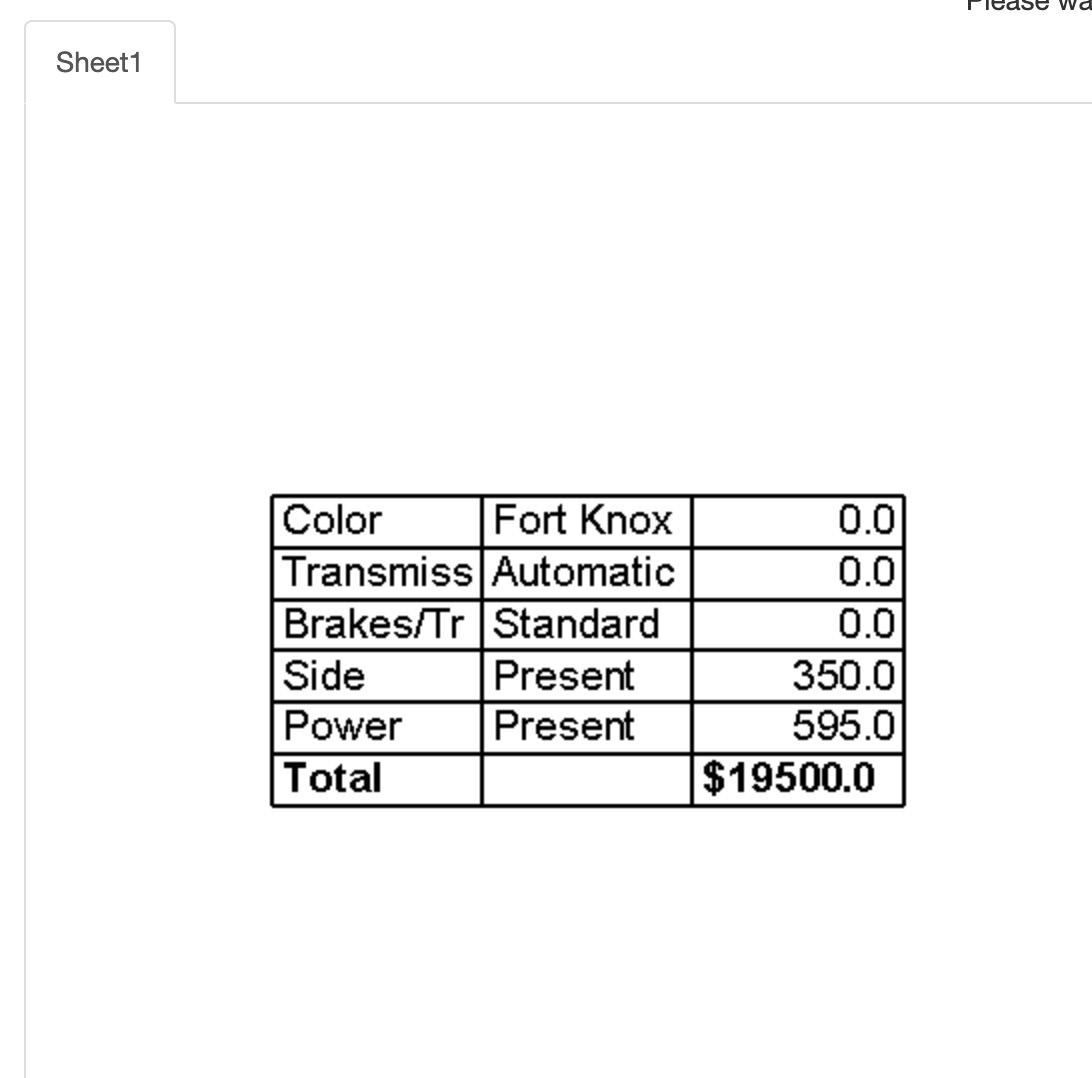 Please wa
Sheet1
Color Fort Knox 0.0
Transmiss Automatic 0.0
Brakes/Tr Standard 0.0
Side Present 350.0
Power Present 595.0
Total $19500.0